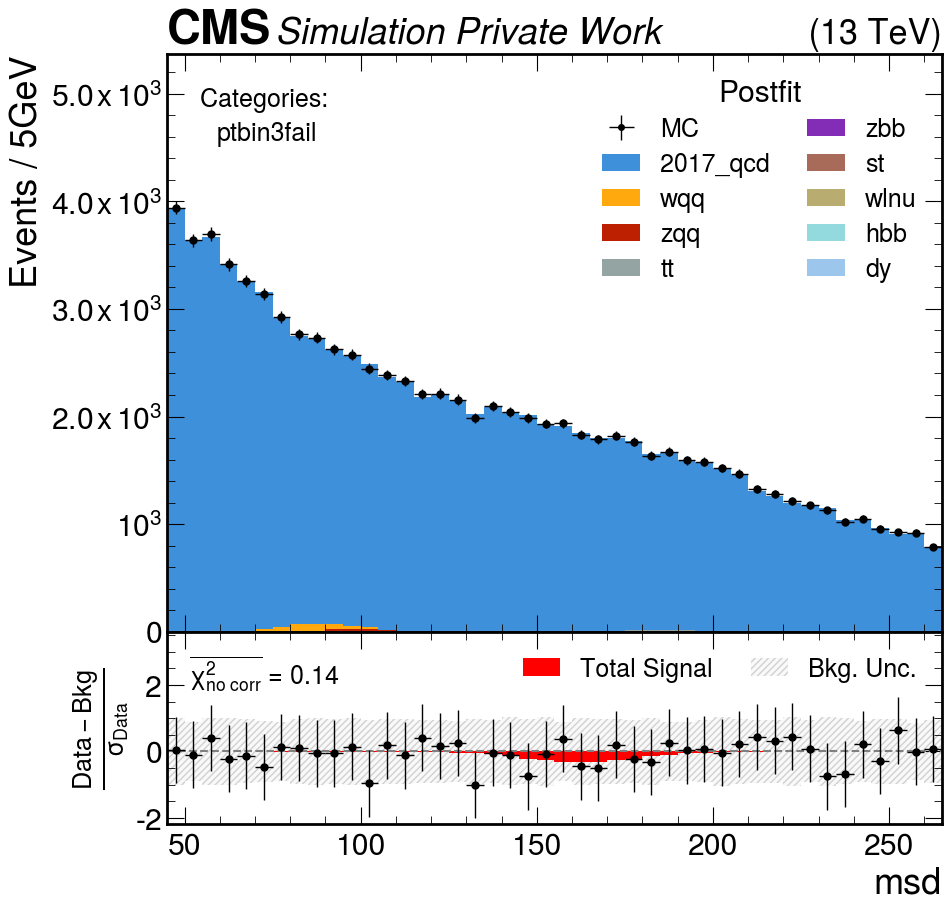 CMS Simulation Private Work (13 TeV)
Events / 5GeV
5.0 x 10³
4.0 x 10³
3.0 x 10³
2.0 x 10³
10³
0
Categories:
ptbin3fail
Postfit
MC
2017_qcd
wqq
zqq
tt
zbb
st
wlnu
hbb
dy
Data – Bkg
σData
2
0
-2
χ² no corr = 0.14
Total Signal
Bkg. Unc.
50 100 150 200 250
msd